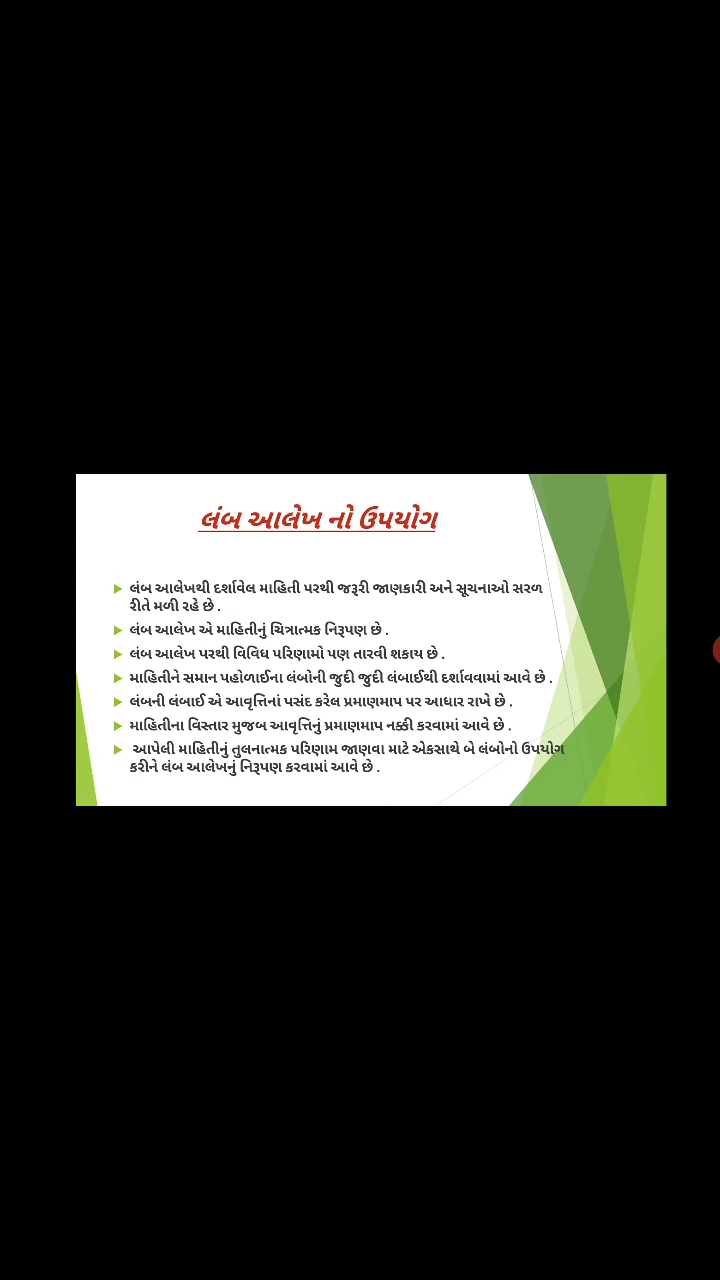 લંબ આલેખ નો ઉપયોગ
લંબ આલેખથી દર્શાવેલ માહિતી પરથી જરૂરી જાણકારી અને સૂચનાઓ સરળ
રીતે મળી રહે છે .
લંબ આલેખ એ માહિતીનું ચિત્રાત્મક નિરૂપણ છે .
લંબ આલેખ પરથી વિવિધ પરિણામો પણ તારવી શકાય છે .
માહિતીને સમાન પહોળાઈના લંબોની જુદી જુદી લંબાઈથી દર્શાવવામાં આવે છે .
લંબની લંબાઈ એ આવૃત્તિનાં પસંદ કરેલ પ્રમાણમાપ પર આધાર રાખે છે .
માહિતીના વિસ્તાર મુજબ આવૃત્તિનું પ્રમાણમાપ નક્કી કરવામાં આવે છે .
આપેલી માહિતીનું તુલનાત્મક પરિણામ જાણવા માટે એકસાથે બે લંબોનો ઉપયોગ
કરીને લંબ આલેખનું નિરૂપણ કરવામાં આવે છે .